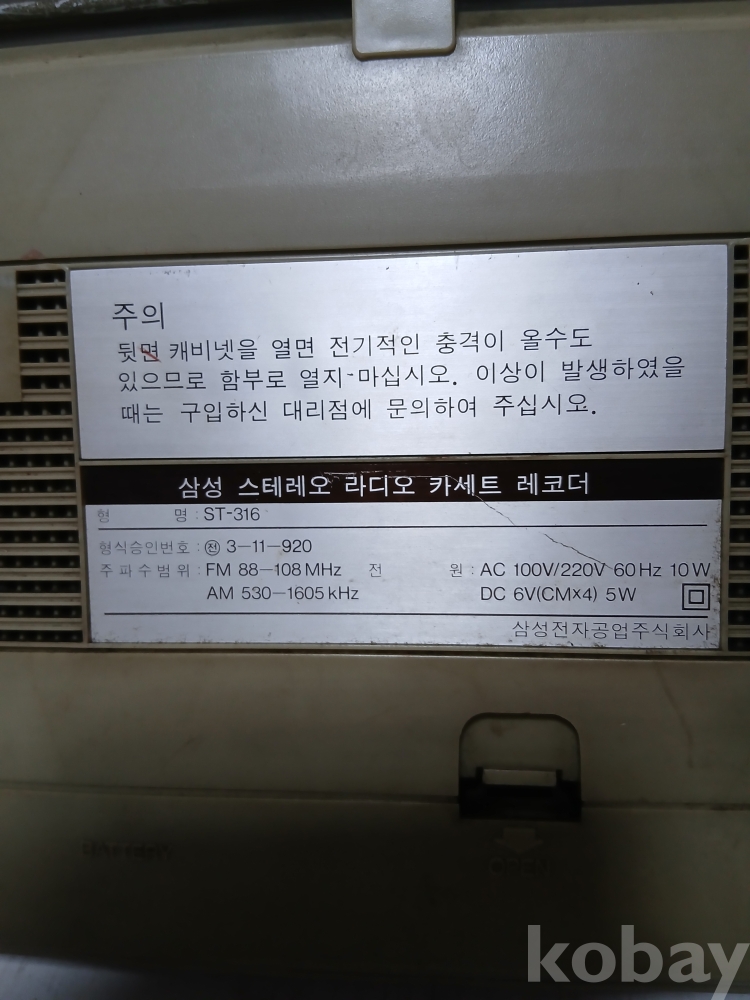 주의
뒷면 캐비넷을 열면 전기적인 충격이 올수도
있으므로 함부로 열지-마십시오. 이상이 발생하였을
때는 구입하신 대리점에 문의하여 주십시오.
삼성 스테레오 라디오 카세트 레코더
형 명 : ST-316
형식승인번호 : ㉠ 3-11-920
주파수범위 : FM 88-108MHz 전 원 : AC 100V/220V 60Hz 10W
AM 530-1605kHz DC 6V(CM×4) 5W
삼성전자공업주식회사
kobay